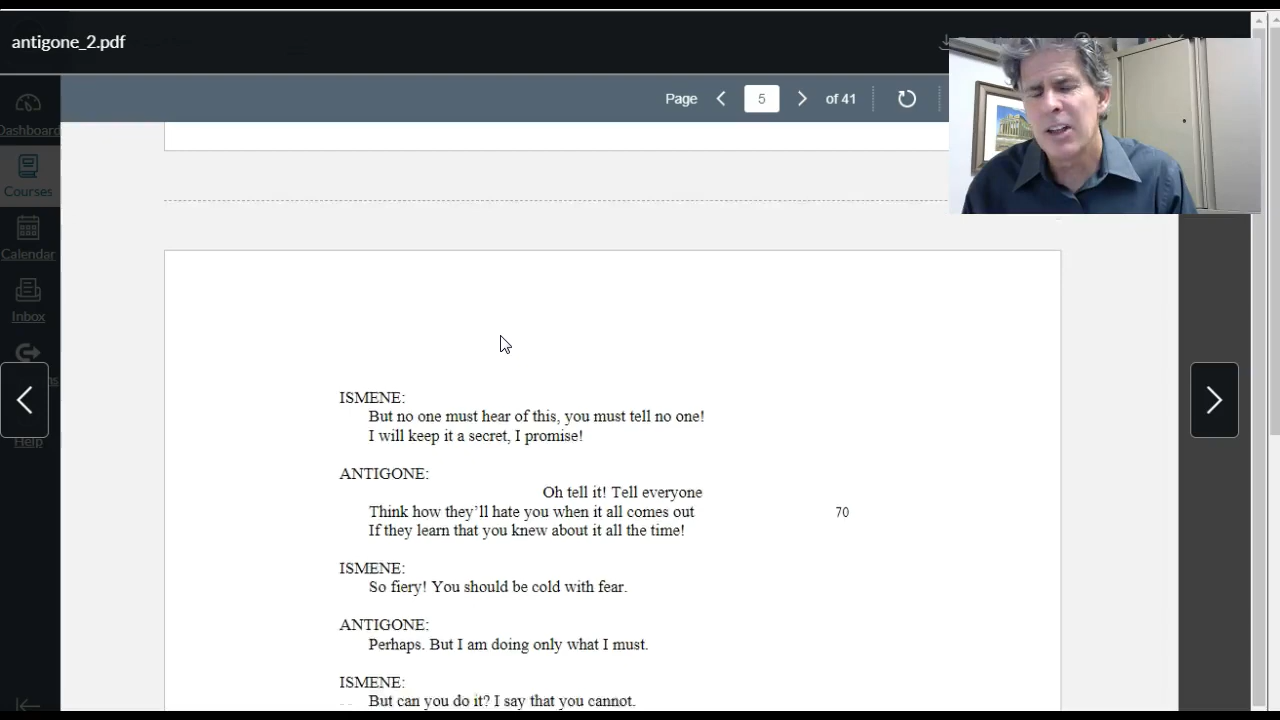 antigone_2.pdf
Page 5 of 41
Dashboard
Courses
Calendar
Inbox
Help
ISMENE:
But no one must hear of this, you must tell no one!
I will keep it a secret, I promise!
ANTIGONE:
Oh tell it! Tell everyone
Think how they’ll hate you when it all comes out 70
If they learn that you knew about it all the time!
ISMENE:
So fiery! You should be cold with fear.
ANTIGONE:
Perhaps. But I am doing only what I must.
ISMENE:
But can you do it? I say that you cannot.